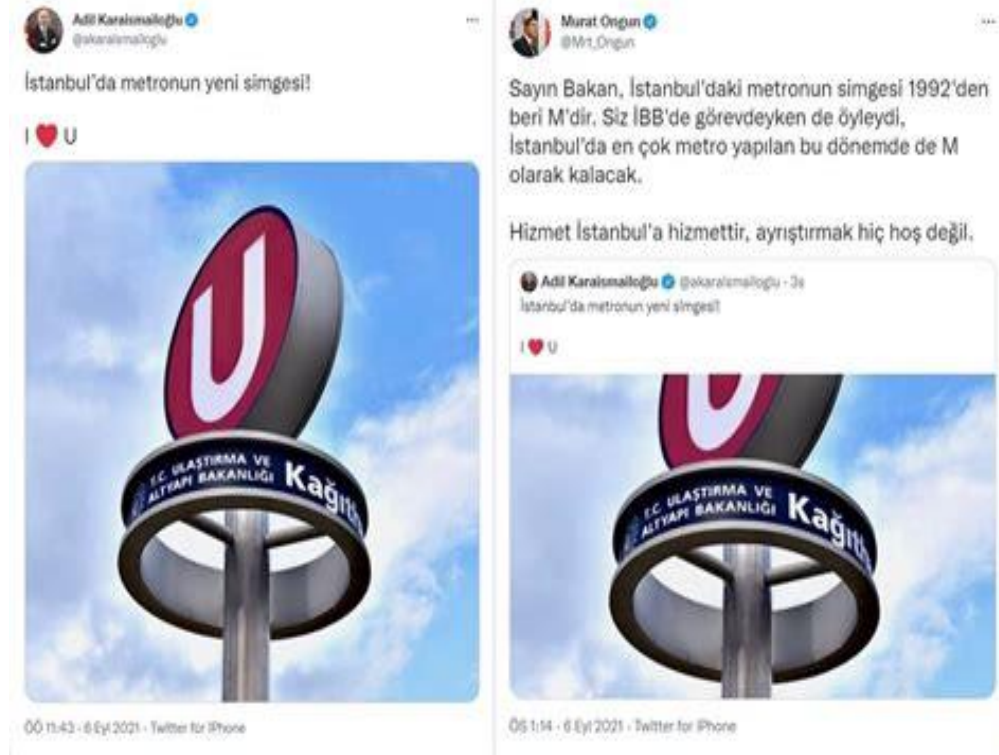 Adil Karaismailoğlu
@akaraismailoglu
İstanbul'da metronun yeni simgesi!
I ❤ U
U
T.C. ULAŞTIRMA VE
ALTYAPI BAKANLIĞI
Kağıth
ÖÖ 11:43 - 6 Eyl 2021 - Twitter for iPhone
Murat Ongun
@Mrt_Ongun
Sayın Bakan, İstanbul'daki metronun simgesi 1992'den
beri M'dir. Siz İBB'de görevdeyken de öyleydi,
İstanbul'da en çok metro yapılan bu dönemde de M
olarak kalacak.
Hizmet İstanbul'a hizmettir, ayrıştırmak hiç hoş değil.
Adil Karaismailoğlu @akaraismailoglu - 3s
İstanbul'da metronun yeni simgesi!
I ❤ U
U
T.C. ULAŞTIRMA VE
ALTYAPI BAKANLIĞI
Kağıth
ÖS 1:14 - 6 Eyl 2021 - Twitter for iPhone